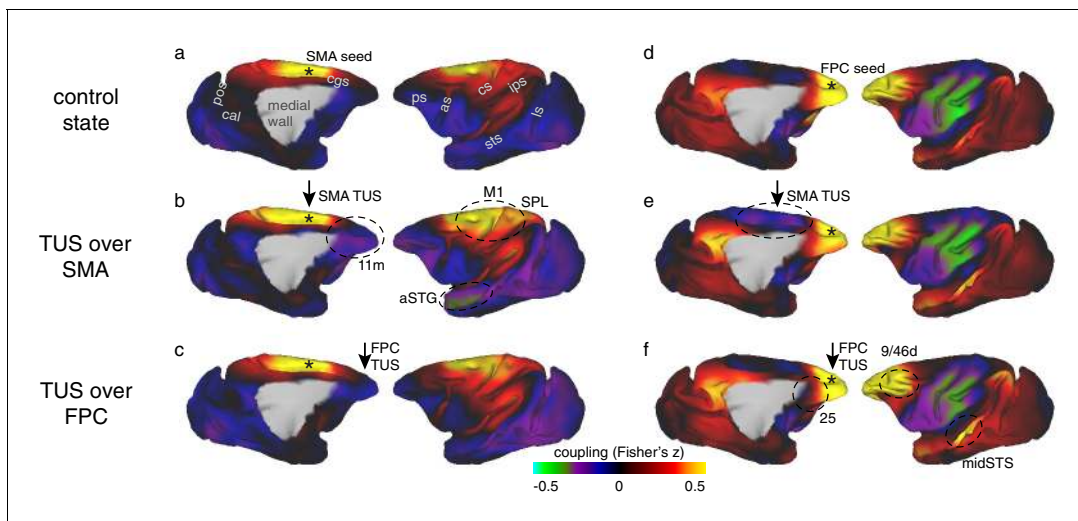 control
state
a
SMA seed
*
cgs
pos
cal
medial
wall
ps
as
cs
ips
ls
sts
d
FPC seed
*
TUS over
SMA
b
SMA TUS
*
11m
M1
SPL
aSTG
e
SMA TUS
*
TUS over
FPC
c
FPC
TUS
*
f
FPC
TUS
*
9/46d
25
midSTS
coupling (Fisher's z)
-0.5
0
0.5